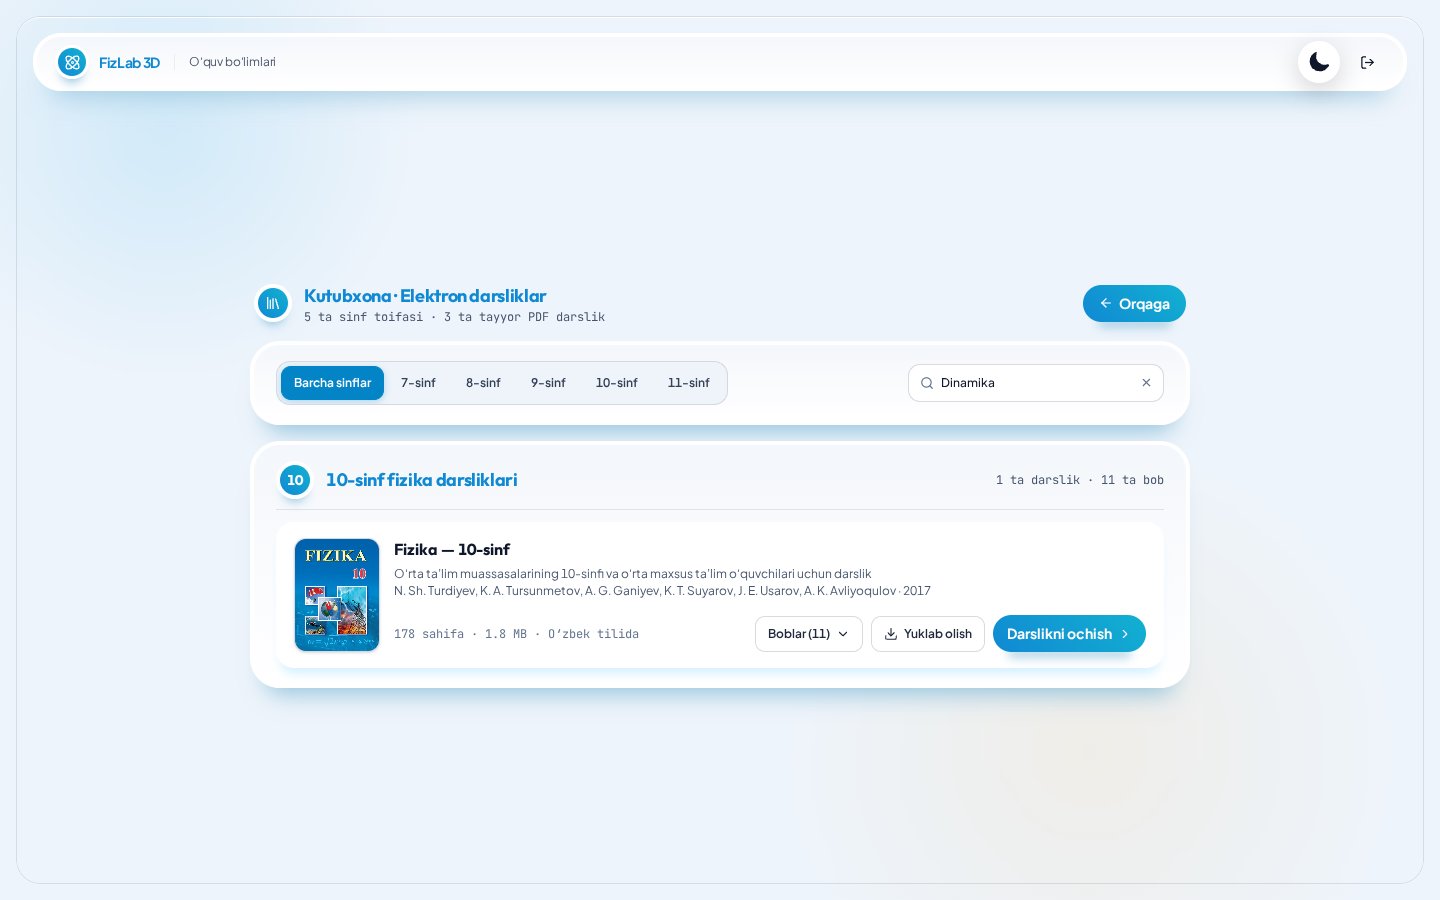 FizLab 3D
O'quv bo'limlari
Kutubxona · Elektron darsliklar
5 ta sinf toifasi · 3 ta tayyor PDF darslik
Orqaga
Barcha sinflar
7-sinf
8-sinf
9-sinf
10-sinf
11-sinf
Dinamika
10
10-sinf fizika darsliklari
1 ta darslik · 11 ta bob
FIZIKA
10
Fizika — 10-sinf
O‘rta ta’lim muassasalarining 10-sinfi va o‘rta maxsus ta’lim o‘quvchilari uchun darslik
N. Sh. Turdiyev, K. A. Tursunmetov, A. G. Ganiyev, K. T. Suyarov, J. E. Usarov, A. K. Avliyoqulov · 2017
178 sahifa · 1.8 MB · O‘zbek tilida
Boblar (11)
Yuklab olish
Darslikni ochish